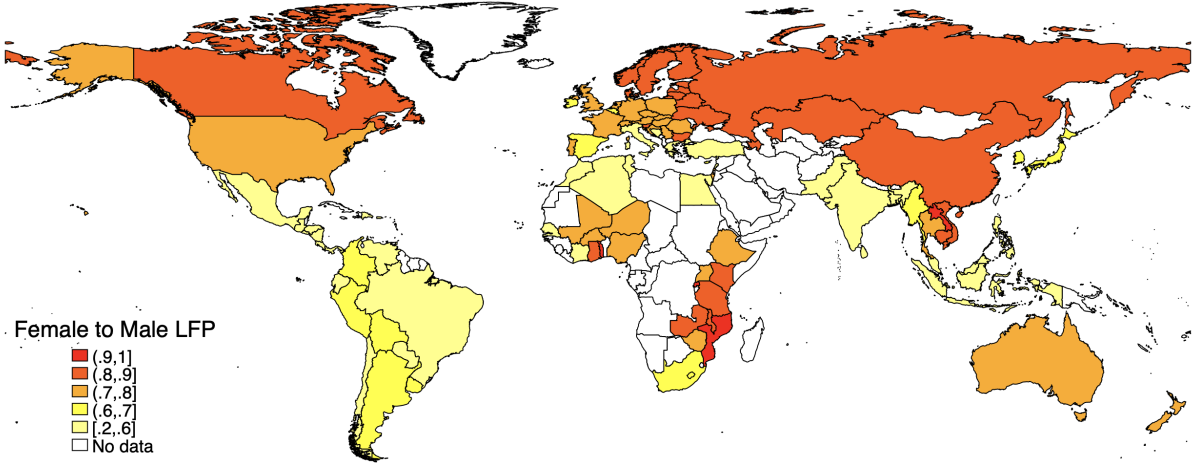 Female to Male LFP
(.9,1]
(.8,.9]
(.7,.8]
(.6,.7]
[.2,.6]
No data